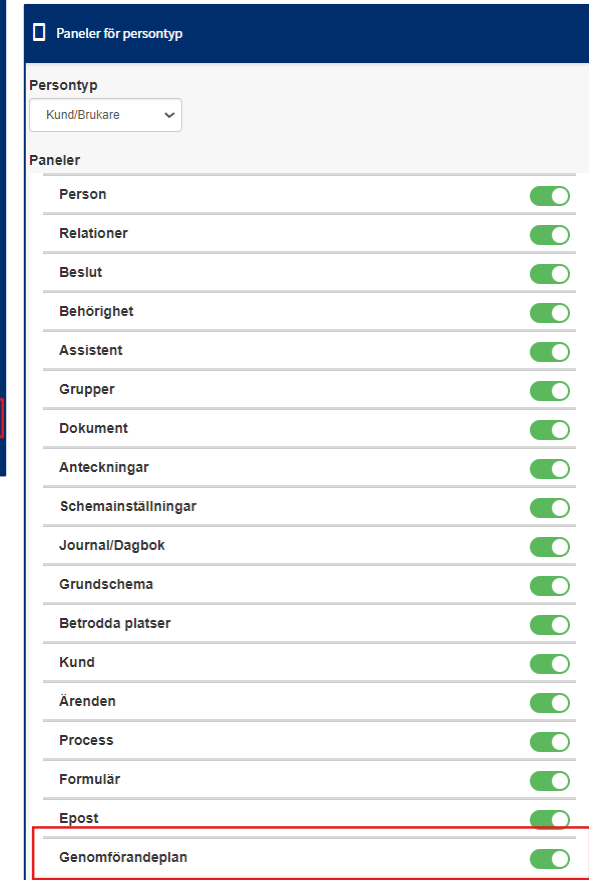 Paneler för persontyp
Persontyp
Kund/Brukare
Paneler
Person
Relationer
Beslut
Behörighet
Assistent
Grupper
Dokument
Anteckningar
Schemainställningar
Journal/Dagbok
Grundschema
Betrodda platser
Kund
Ärenden
Process
Formulär
Epost
Genomförandeplan